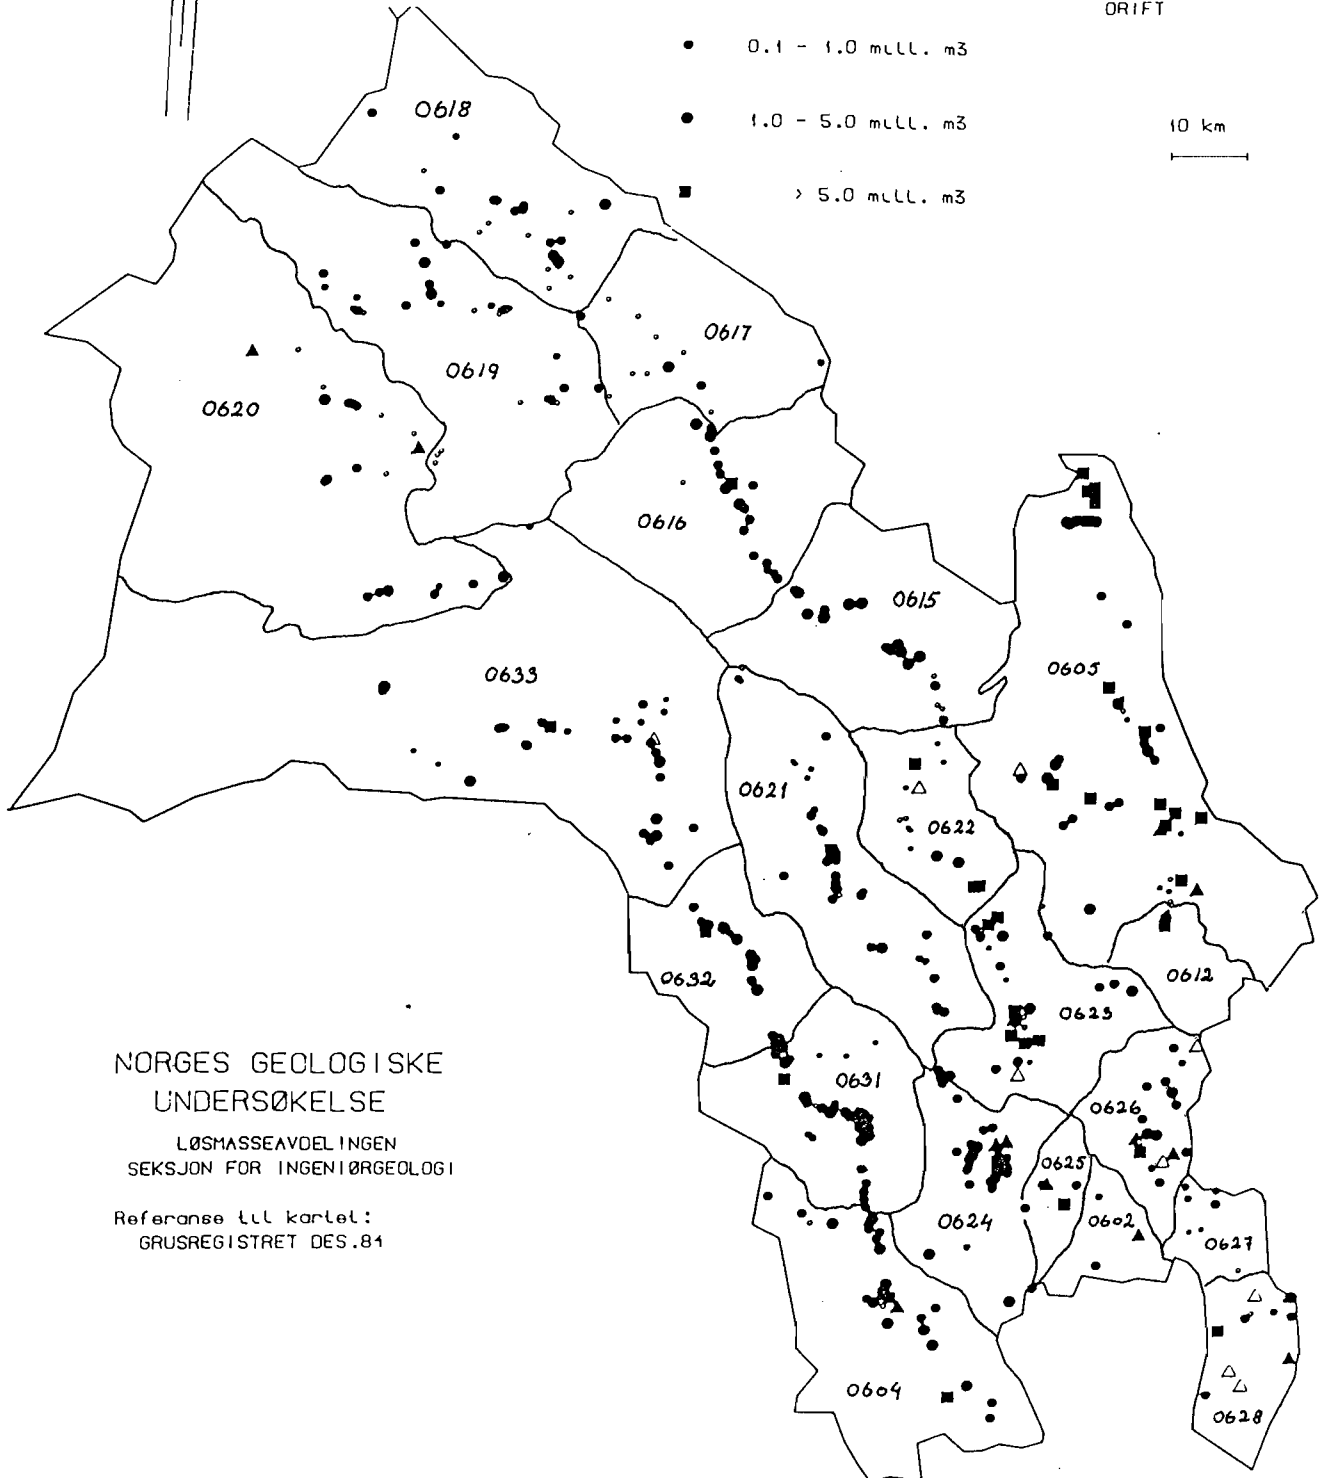 DRIFT
0.1 - 1.0 mill. m3
1.0 - 5.0 mill. m3
> 5.0 mill. m3
10 km
0618
0617
0619
0620
0616
0615
0605
0633
0621
0622
0632
0612
0623
0631
0626
0625
0624
0602
0627
0604
0628
NORGES GEOLOGISKE
UNDERSØKELSE
LØSMASSEAVDELINGEN
SEKSJON FOR INGENIØRGEOLOGI
Referanse til kartet:
GRUSREGISTRET DES.84